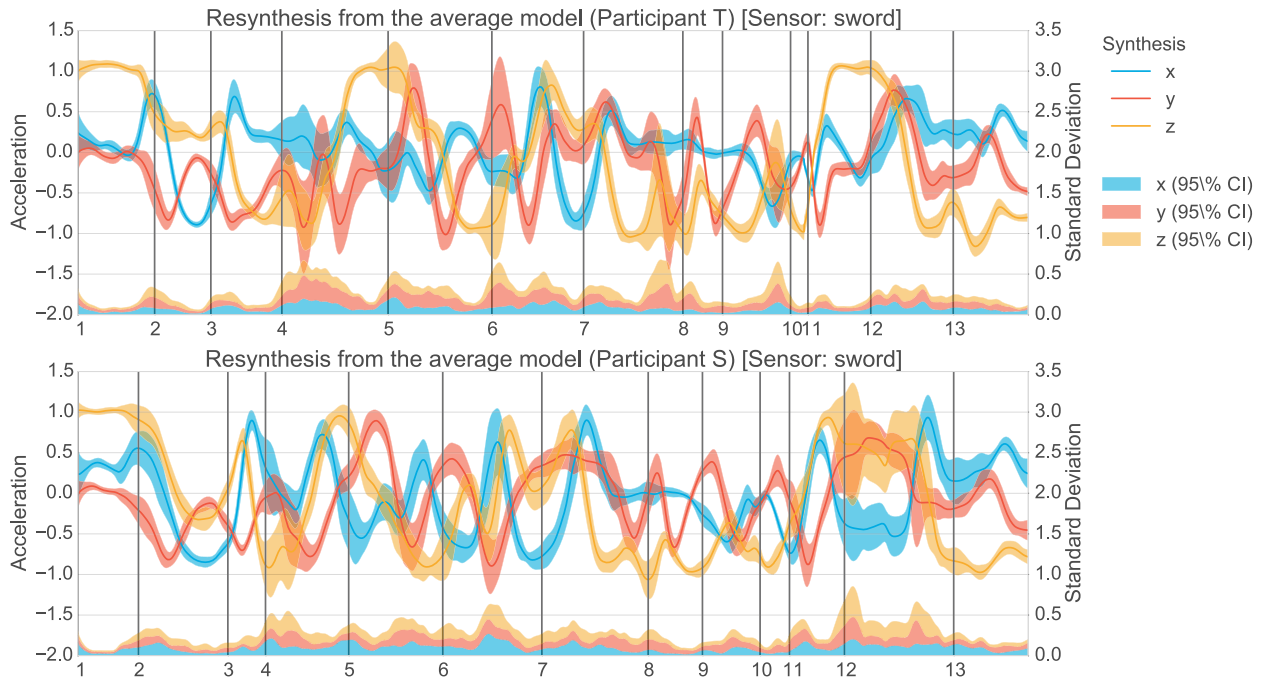 Resynthesis from the average model (Participant T) [Sensor: sword]
Acceleration
1.5
1.0
0.5
0.0
−0.5
−1.0
−1.5
−2.0
3.5
3.0
2.5
2.0
1.5
1.0
0.5
0.0
Standard Deviation
1 2 3 4 5 6 7 8 9 10 11 12 13
Synthesis
x
y
z
x (95\% CI)
y (95\% CI)
z (95\% CI)
Resynthesis from the average model (Participant S) [Sensor: sword]
Acceleration
1.5
1.0
0.5
0.0
−0.5
−1.0
−1.5
−2.0
3.5
3.0
2.5
2.0
1.5
1.0
0.5
0.0
Standard Deviation
1 2 3 4 5 6 7 8 9 10 11 12 13